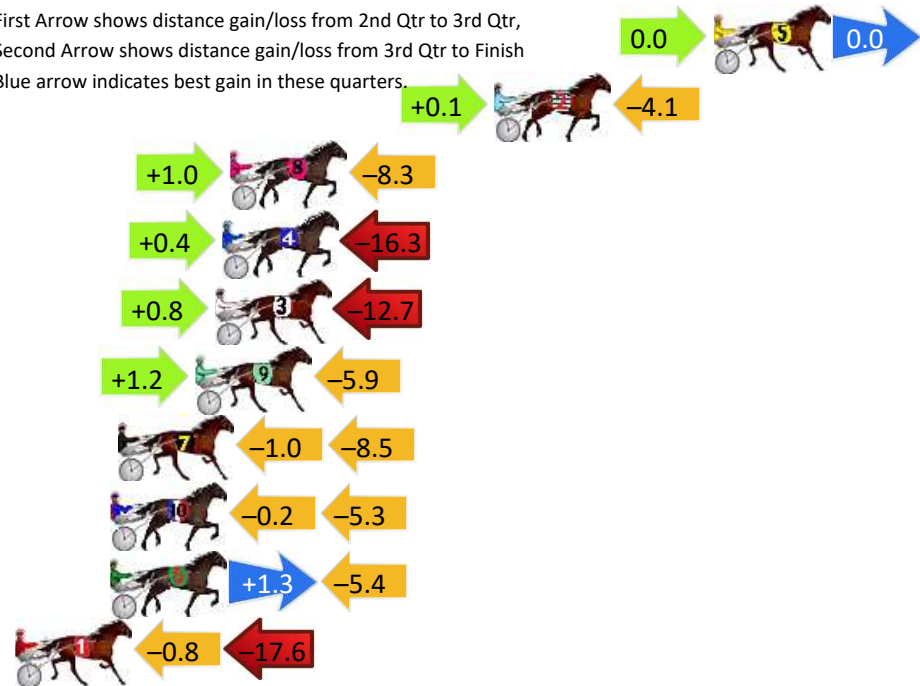 First Arrow shows distance gain/loss from 2nd Qtr to 3rd Qtr,
Second Arrow shows distance gain/loss from 3rd Qtr to Finish
Blue arrow indicates best gain in these quarters.
0.0 5 0.0
+0.1 2 −4.1
+1.0 8 −8.3
+0.4 4 −16.3
+0.8 3 −12.7
+1.2 9 −5.9
7 −1.0 −8.5
10 −0.2 −5.3
+1.3 −5.4
1 −0.8 −17.6